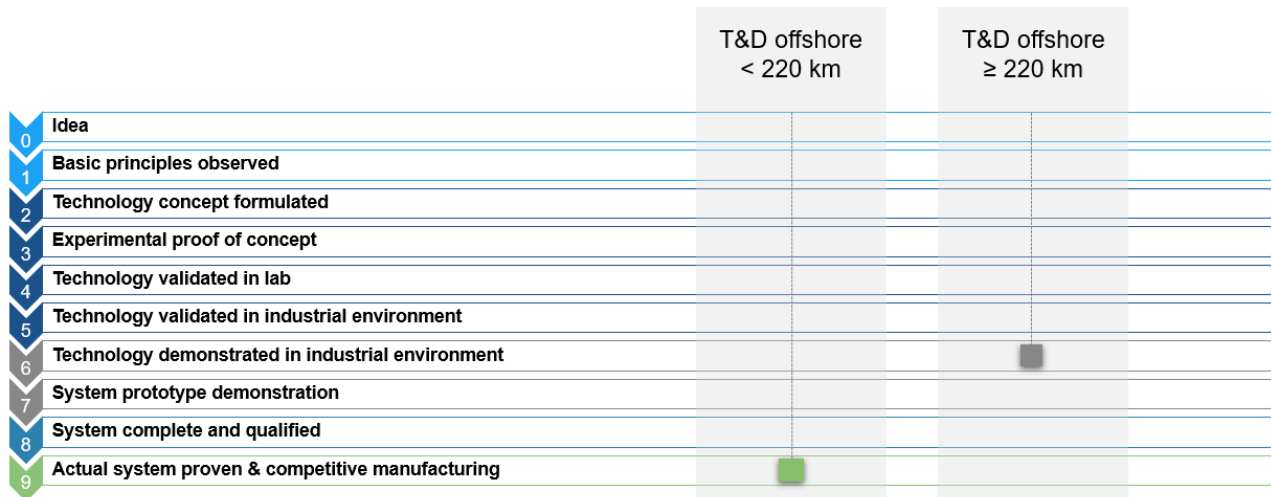 T&D offshore
< 220 km
T&D offshore
≥ 220 km
0 Idea
1 Basic principles observed
2 Technology concept formulated
3 Experimental proof of concept
4 Technology validated in lab
5 Technology validated in industrial environment
6 Technology demonstrated in industrial environment
7 System prototype demonstration
8 System complete and qualified
9 Actual system proven & competitive manufacturing